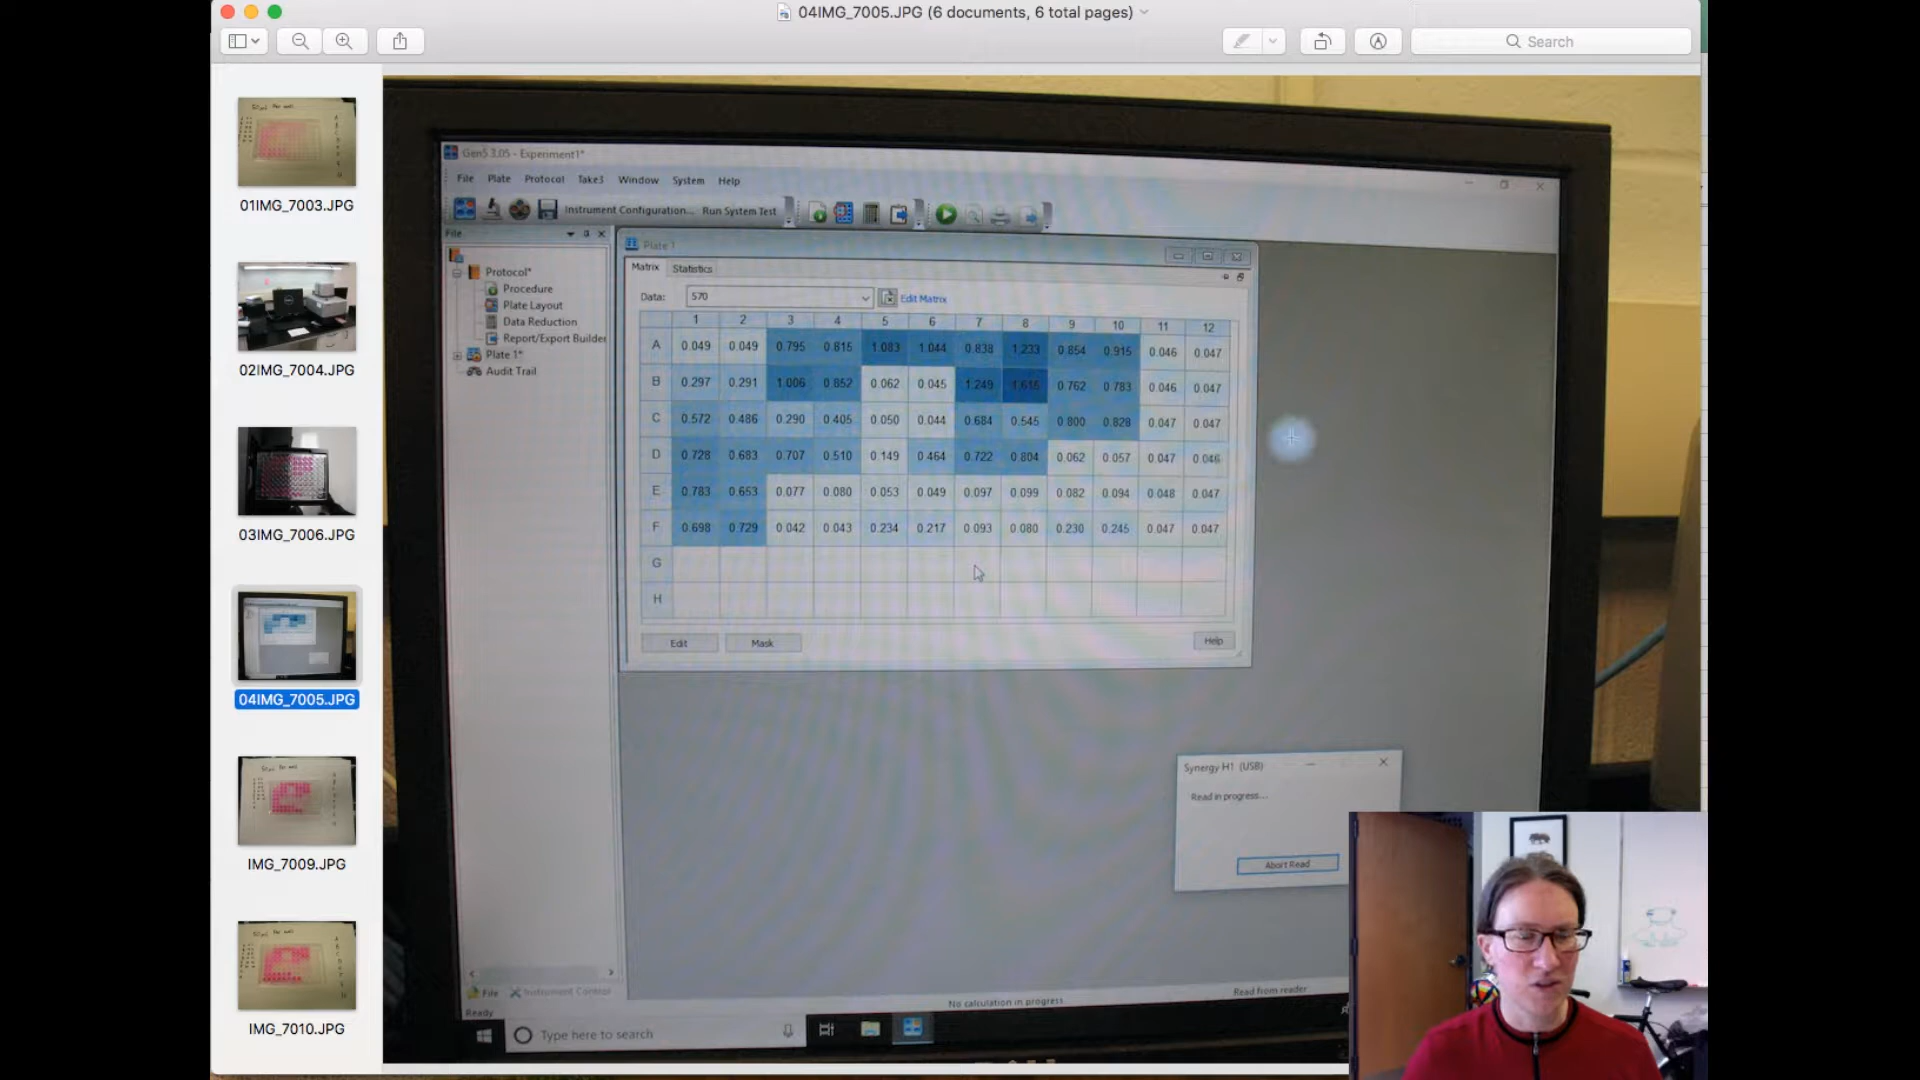 04IMG_7005.JPG (6 documents, 6 total pages)
Search
01IMG_7003.JPG
02IMG_7004.JPG
03IMG_7006.JPG
04IMG_7005.JPG
IMG_7009.JPG
IMG_7010.JPG
Gen5 3.05 - Experiment1*
File Plate Protocol Take3 Window System Help
Instrument Configuration... Run System Test
File
Protocol*
Procedure
Plate Layout
Data Reduction
Report/Export Builder
Plate 1*
Audit Trail
Plate 1
Matrix Statistics
Data: 570 Edit Matrix
1 2 3 4 5 6 7 8 9 10 11 12
A 0.049 0.049 0.795 0.815 1.083 1.044 0.838 1.233 0.854 0.915 0.046 0.047
B 0.297 0.291 1.006 0.852 0.062 0.045 1.249 1.615 0.762 0.783 0.046 0.047
C 0.572 0.486 0.290 0.405 0.050 0.044 0.684 0.545 0.800 0.828 0.047 0.047
D 0.728 0.683 0.707 0.510 0.149 0.464 0.722 0.804 0.062 0.057 0.047 0.046
E 0.783 0.653 0.077 0.080 0.053 0.049 0.097 0.099 0.082 0.094 0.048 0.047
F 0.698 0.729 0.042 0.043 0.234 0.217 0.093 0.080 0.230 0.245 0.047 0.047
G
H
Edit Mask Help
Synergy H1 (USB)
Read in progress...
Abort Read
File Instrument Control
Ready
No calculation in progress
Read from reader
Type here to search